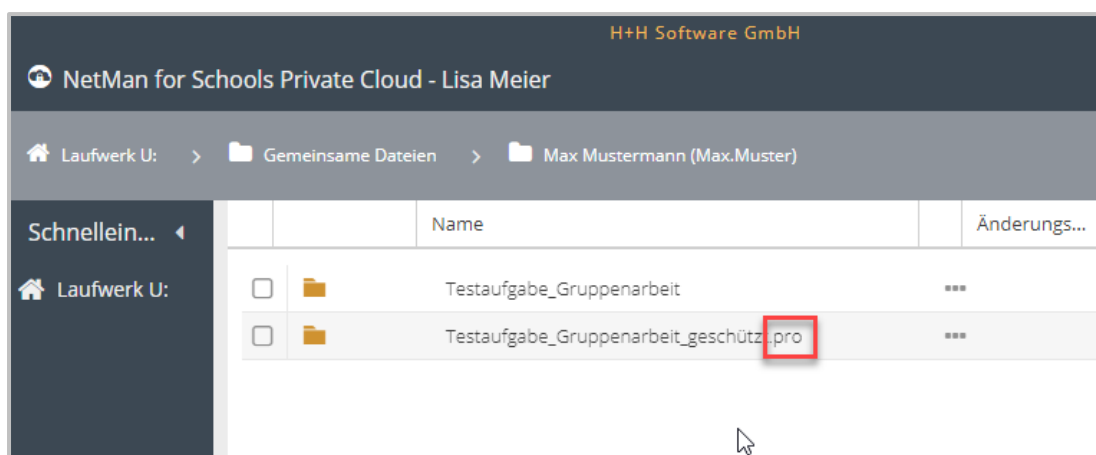 H+H Software GmbH
NetMan for Schools Private Cloud - Lisa Meier
Laufwerk U: > Gemeinsame Dateien > Max Mustermann (Max.Muster)
Schnellein...
Name Änderungs...
Laufwerk U:
Testaufgabe_Gruppenarbeit
Testaufgabe_Gruppenarbeit_geschützt.pro